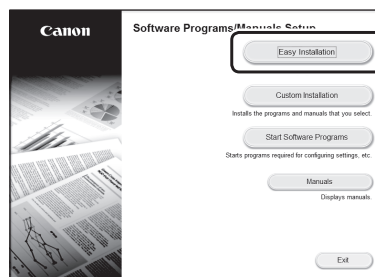 Canon
Software Programs/Manuals Setup
Easy Installation
Custom Installation
Installs the programs and manuals that you select.
Start Software Programs
Starts programs required for configuring settings, etc
Manuals
Displays manuals.
Exit